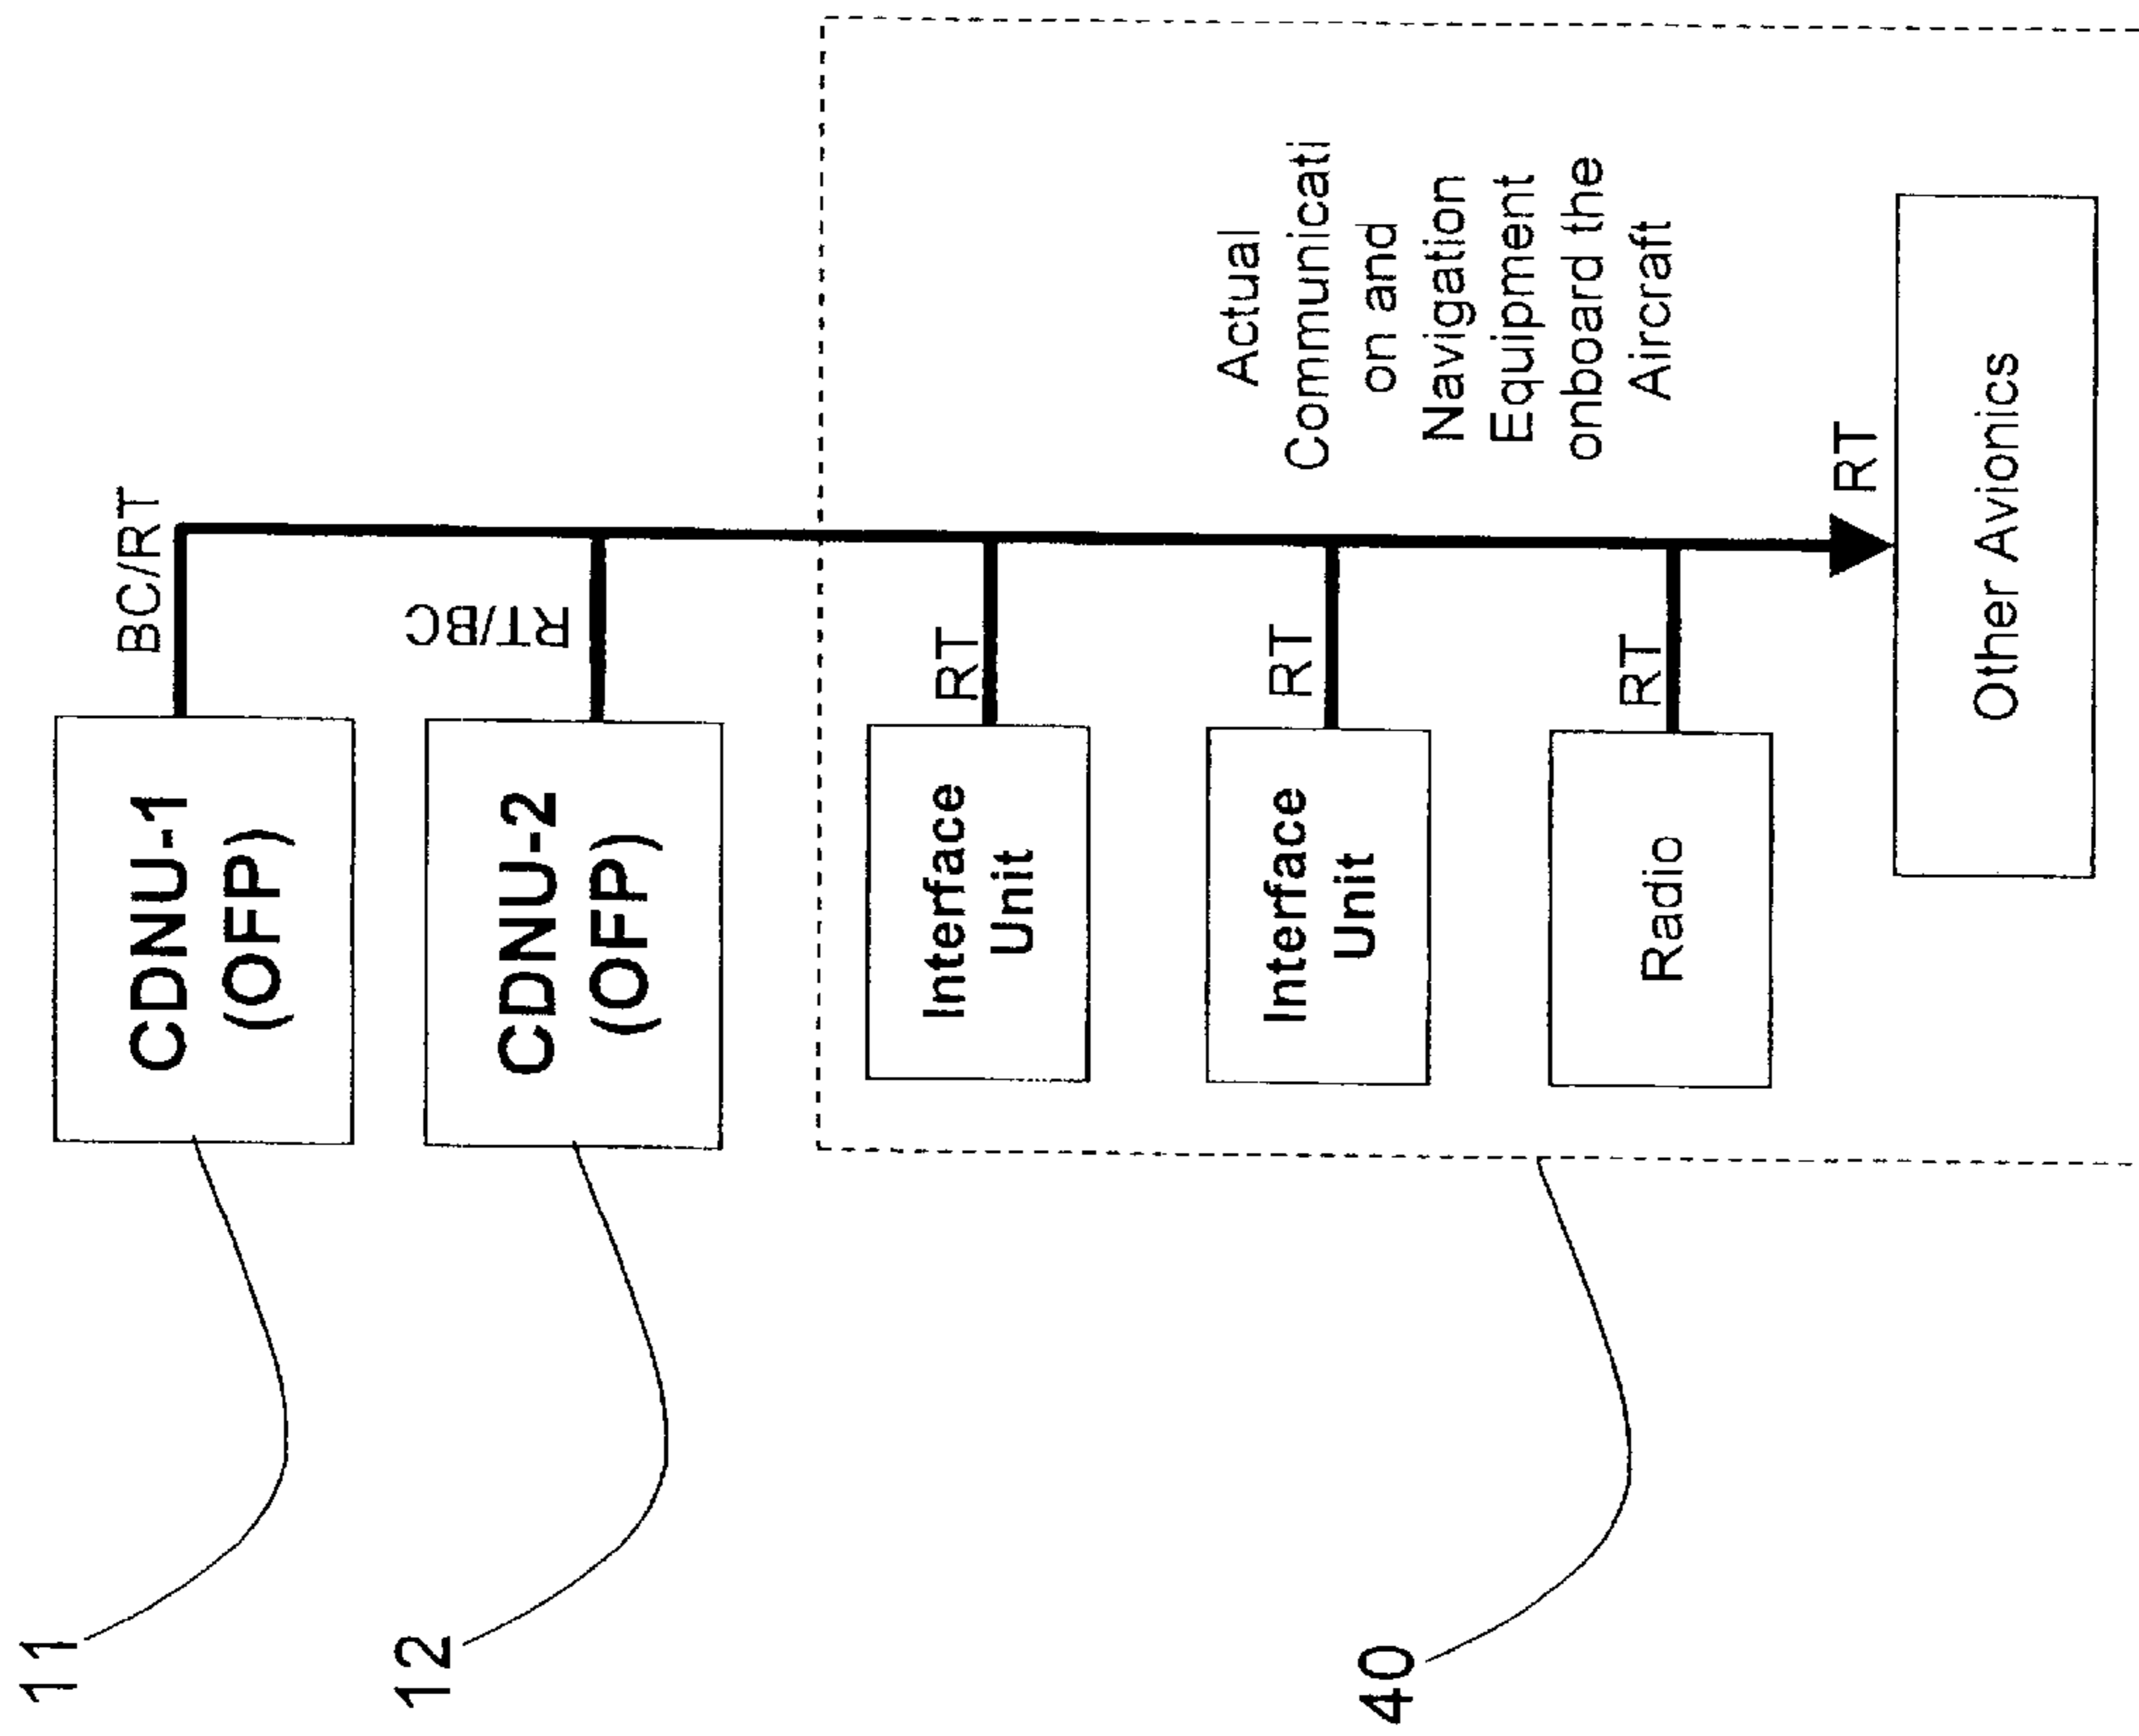 11
CDNU-1
(OFP)
BC/RT
12
CDNU-2
(OFP)
RT/BC
40
Interface
Unit
RT
Interface
Unit
RT
Radio
RT
Actual
Communicati
on and
Navigation
Equipment
onboard the
Aircraft
RT
Other Avionics